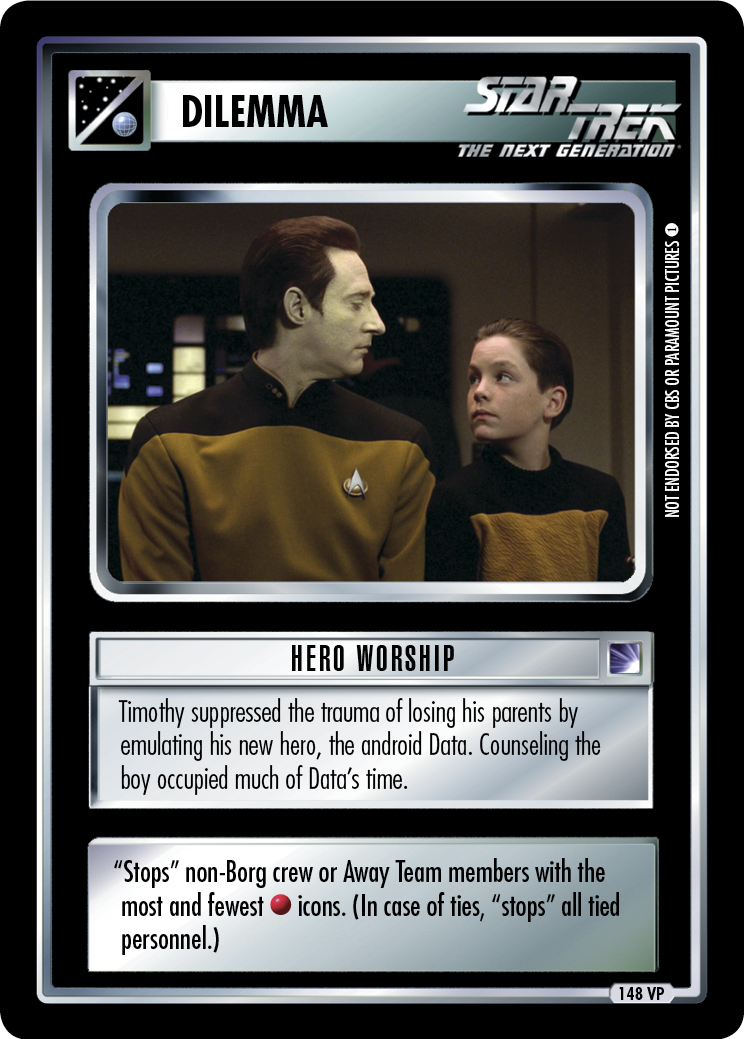 DILEMMA
STAR TREK
THE NEXT GENERATION
NOT ENDORSED BY CBS OR PARAMOUNT PICTURES 1
HERO WORSHIP
Timothy suppressed the trauma of losing his parents by
emulating his new hero, the android Data. Counseling the
boy occupied much of Data’s time.
“Stops” non-Borg crew or Away Team members with the
most and fewest icons. (In case of ties, “stops” all tied
personnel.)
148 VP